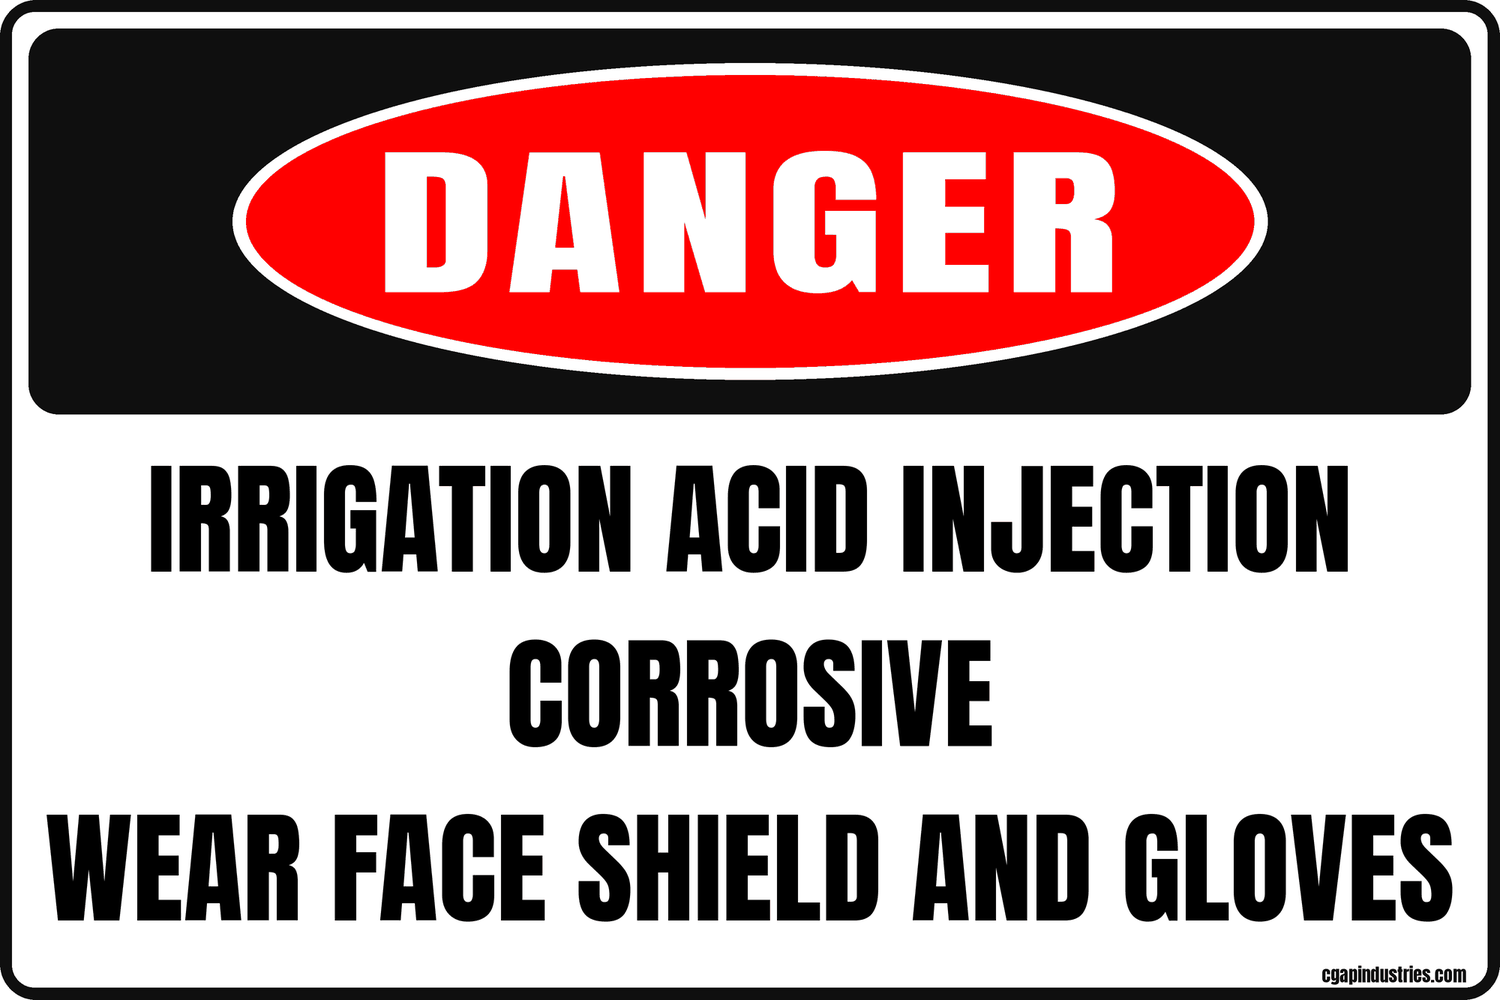 DANGER
IRRIGATION ACID INJECTION
CORROSIVE
WEAR FACE SHIELD AND GLOVES
cgapindustries.com